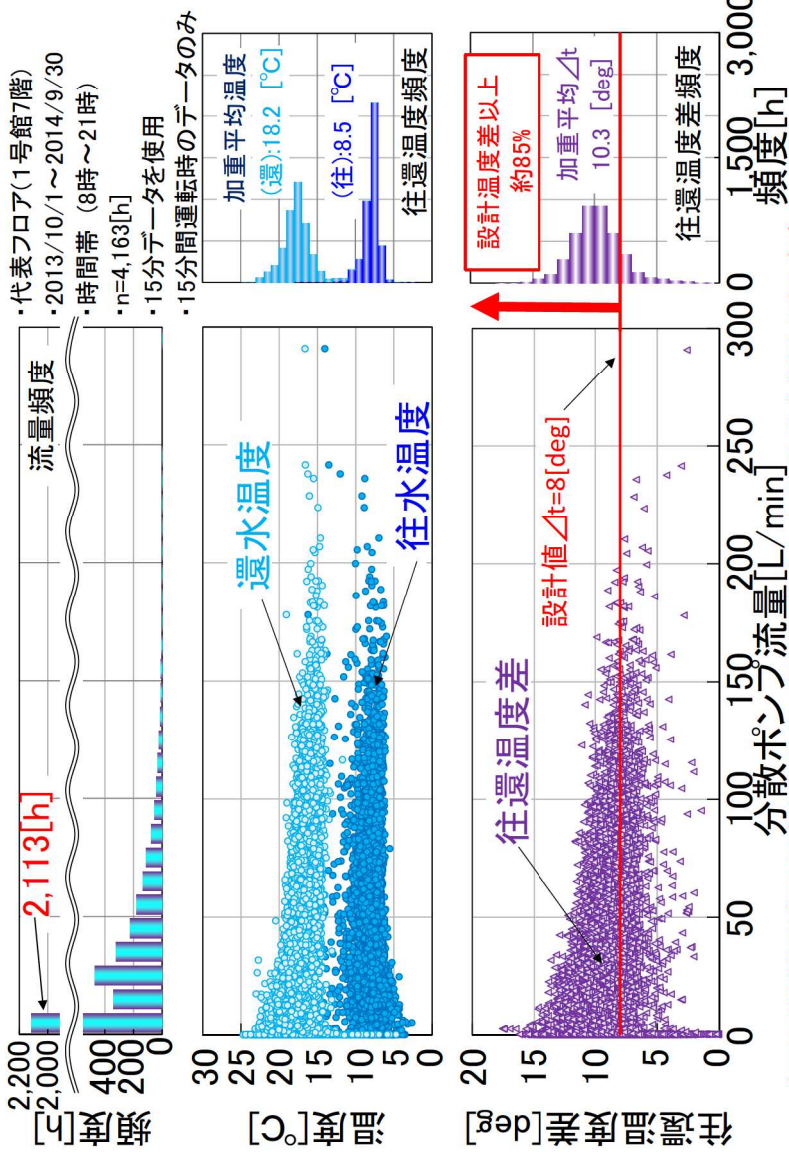 ・代表フロア(1号館7階)
・2013/10/1～2014/9/30
・時間帯 (8時～21時)
・n=4,163[h]
・15分データを使用
・15分間運転時のデータのみ
頻度[h]
2,200
2,000
400
200
0
2,113[h]
流量頻度
温度[℃]
30
25
20
15
10
5
0
還水温度
往水温度
加重平均温度
(還):18.2 [℃]
(往):8.5 [℃]
往還温度頻度
往還温度差[deg]
20
15
10
5
0
往還温度差
設計値⊿t=8[deg]
設計温度差以上
約85%
加重平均⊿t
10.3 [deg]
往還温度差頻度
0
50
100
150
200
250
300
分散ポンプ流量[L/min]
0
1,500
3,000
頻度[h]